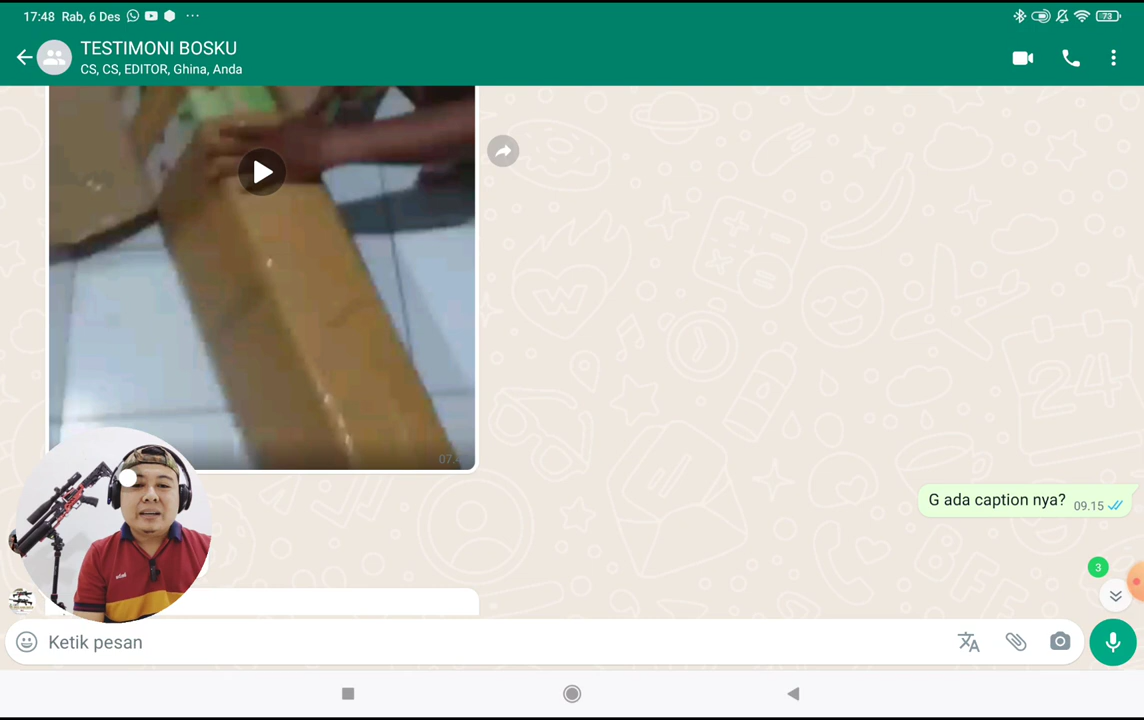 17:48 Rab, 6 Des
73
TESTIMONI BOSKU
CS, CS, EDITOR, Ghina, Anda
G ada caption nya?
09.15
3
Ketik pesan